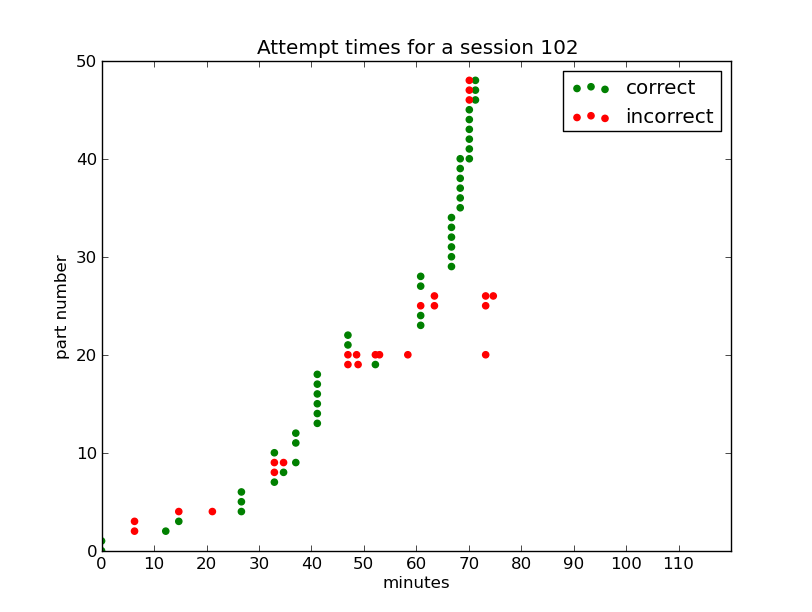 Attempt times for a session 102
correct
incorrect
50
40
30
20
10
0
part number
0 10 20 30 40 50 60 70 80 90 100 110
minutes